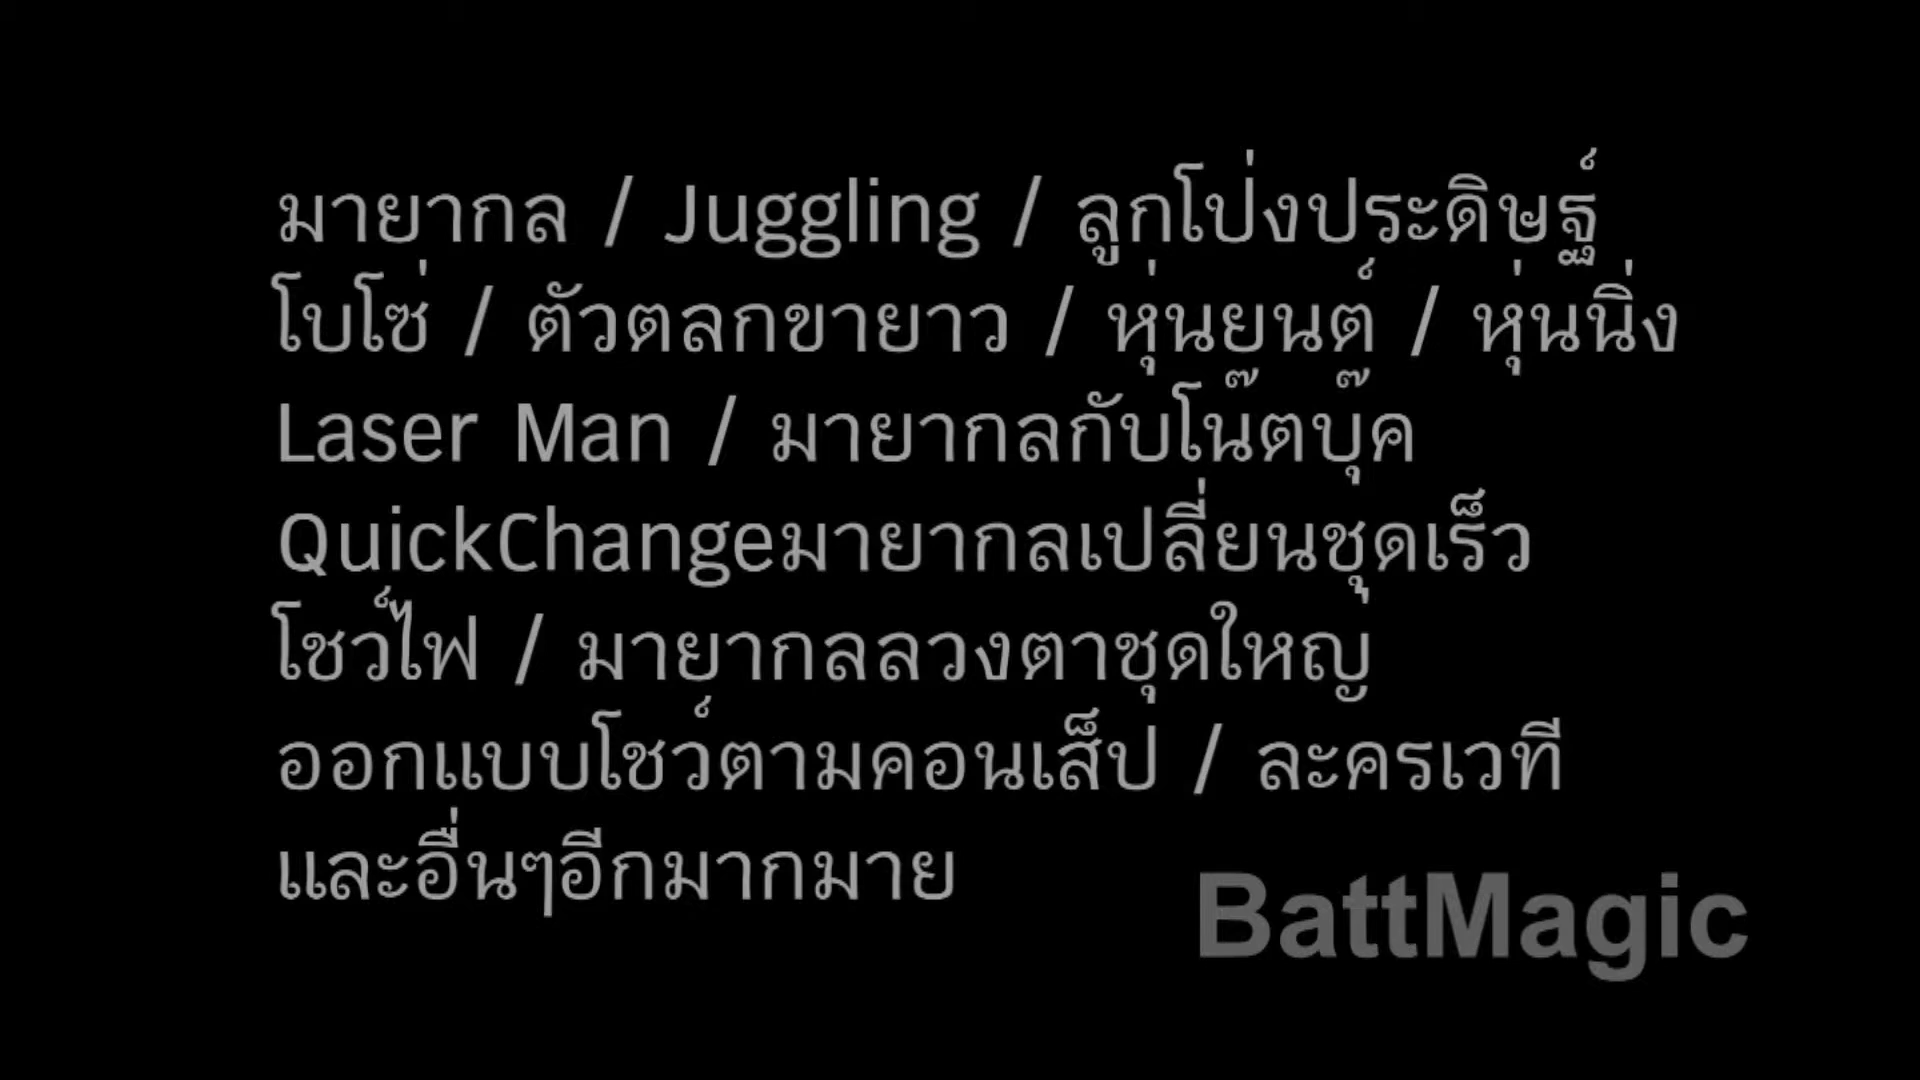 มายากล / Juggling / ลูกโป่งประดิษฐ์
โบโซ่ / ตัวตลกขายาว / หุ่นยนต์ / หุ่นนิ่ง
Laser Man / มายากลกับโน๊ตบุ๊ค
QuickChangeมายากลเปลี่ยนชุดเร็ว
โชว์ไฟ / มายากลลวงตาชุดใหญ่
ออกแบบโชว์ตามคอนเส็ป / ละครเวที
และอื่นๆอีกมากมาย
BattMagic